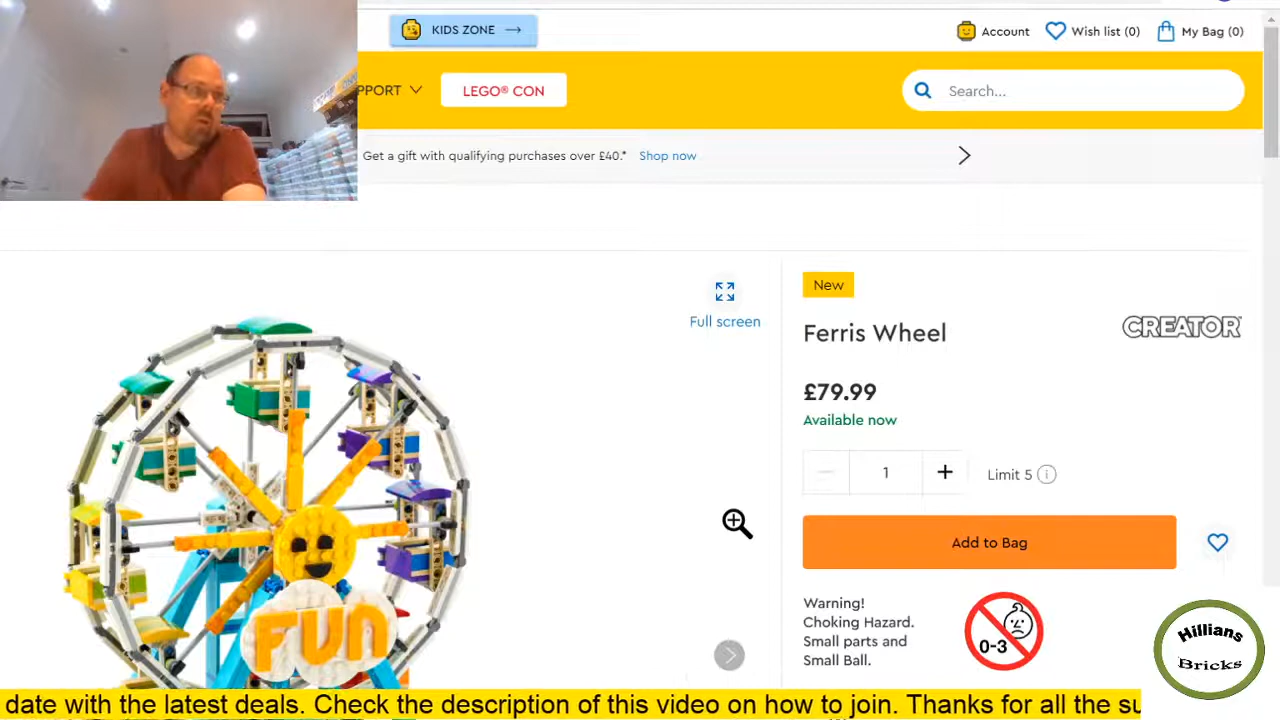 KIDS ZONE
Account
Wish list (0)
My Bag (0)
PPORT
LEGO® CON
Search...
Get a gift with qualifying purchases over £40.* Shop now
Full screen
New
Ferris Wheel
CREATOR
£79.99
Available now
1
Limit 5
Add to Bag
Warning!
Choking Hazard.
Small parts and
Small Ball.
0-3
FUN
Hillians
Bricks
date with the latest deals. Check the description of this video on how to join. Thanks for all the su